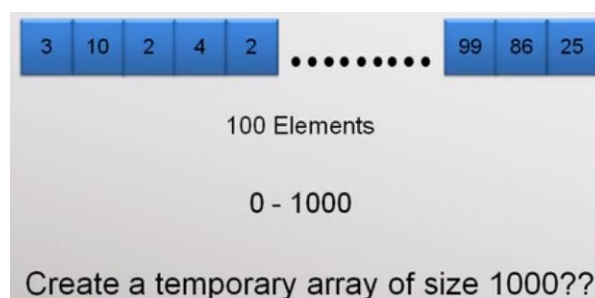 3 10 2 4 2 ......... 99 86 25
100 Elements
0 - 1000
Create a temporary array of size 1000??